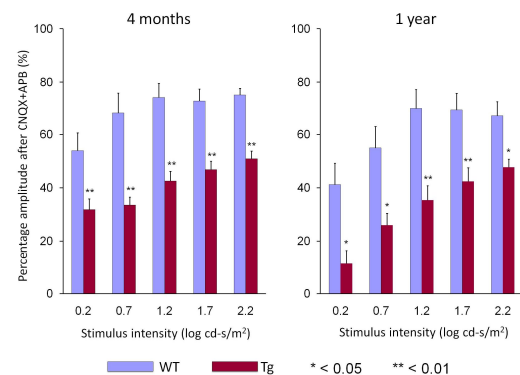 4 months
1 year
Percentage amplitude after CNQX+APB (%)
100
80
60
40
20
0
** ** ** ** **
0.2 0.7 1.2 1.7 2.2
Stimulus intensity (log cd-s/m²)
100
80
60
40
20
0
* * ** ** *
0.2 0.7 1.2 1.7 2.2
Stimulus intensity (log cd-s/m²)
WT Tg * < 0.05 ** < 0.01